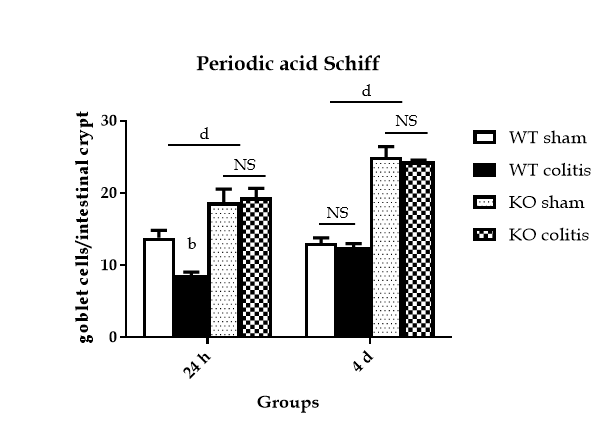 Periodic acid Schiff
goblet cells/intestinal crypt
30
20
10
0
d
NS
b
d
NS
NS
24 h
4 d
Groups
WT sham
WT colitis
KO sham
KO colitis